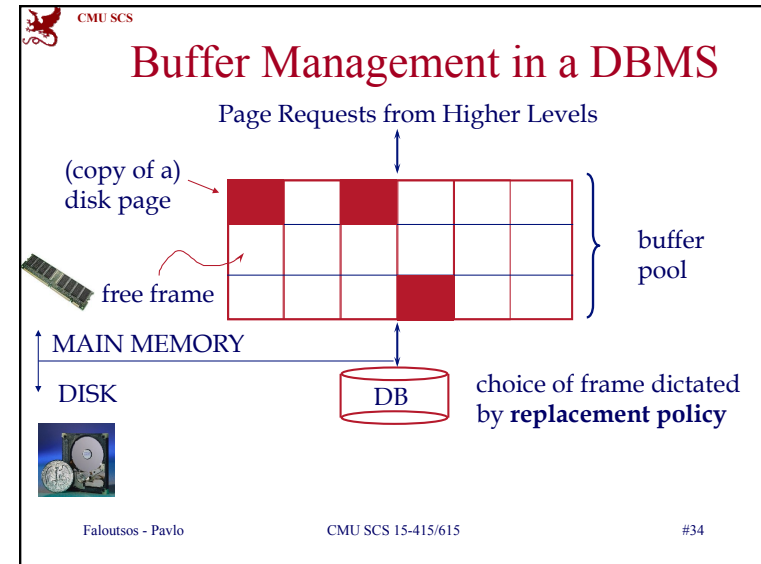 CMU SCS
Buffer Management in a DBMS
Page Requests from Higher Levels
(copy of a)
disk page
buffer
pool
free frame
MAIN MEMORY
DISK
DB
choice of frame dictated
by replacement policy
Faloutsos - Pavlo
CMU SCS 15-415/615
#34